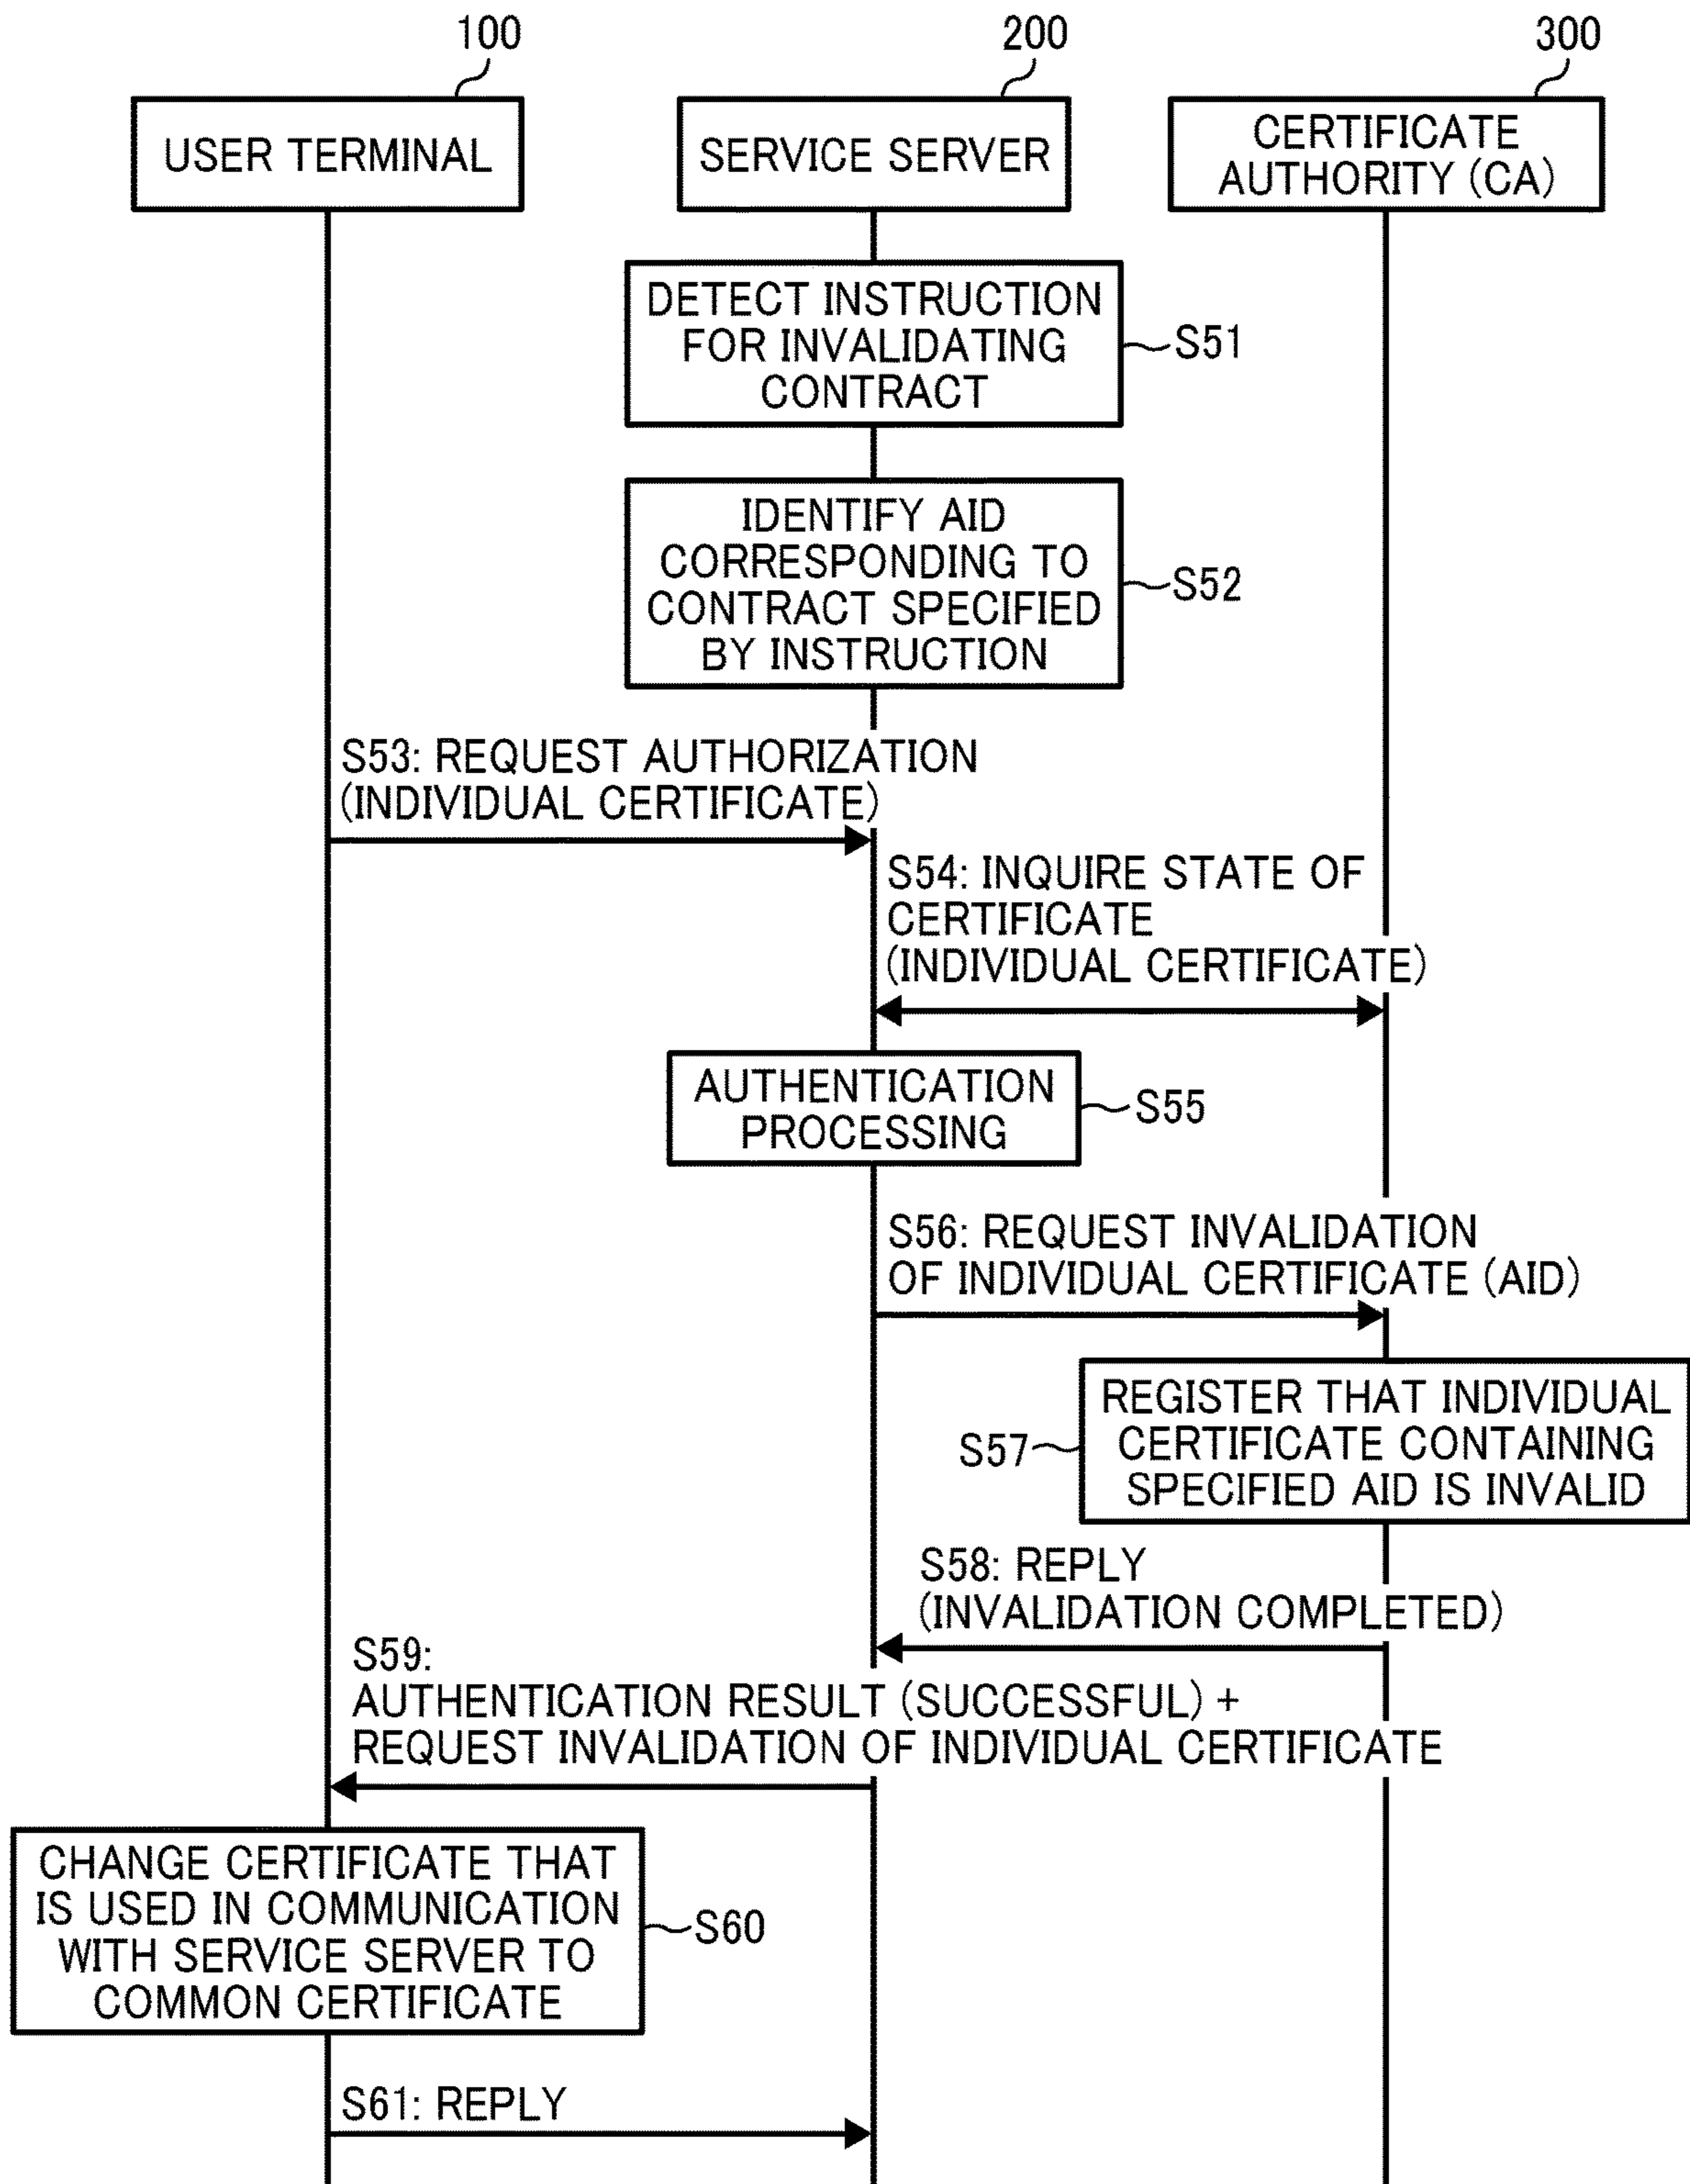 100
200
300
USER TERMINAL
SERVICE SERVER
CERTIFICATE
AUTHORITY (CA)
DETECT INSTRUCTION
FOR INVALIDATING
CONTRACT
S51
IDENTIFY AID
CORRESPONDING TO
CONTRACT SPECIFIED
BY INSTRUCTION
S52
S53: REQUEST AUTHORIZATION
(INDIVIDUAL CERTIFICATE)
S54: INQUIRE STATE OF
CERTIFICATE
(INDIVIDUAL CERTIFICATE)
AUTHENTICATION
PROCESSING
S55
S56: REQUEST INVALIDATION
OF INDIVIDUAL CERTIFICATE (AID)
REGISTER THAT INDIVIDUAL
CERTIFICATE CONTAINING
SPECIFIED AID IS INVALID
S57
S58: REPLY
(INVALIDATION COMPLETED)
S59:
AUTHENTICATION RESULT (SUCCESSFUL) +
REQUEST INVALIDATION OF INDIVIDUAL CERTIFICATE
CHANGE CERTIFICATE THAT
IS USED IN COMMUNICATION
WITH SERVICE SERVER TO
COMMON CERTIFICATE
S60
S61: REPLY